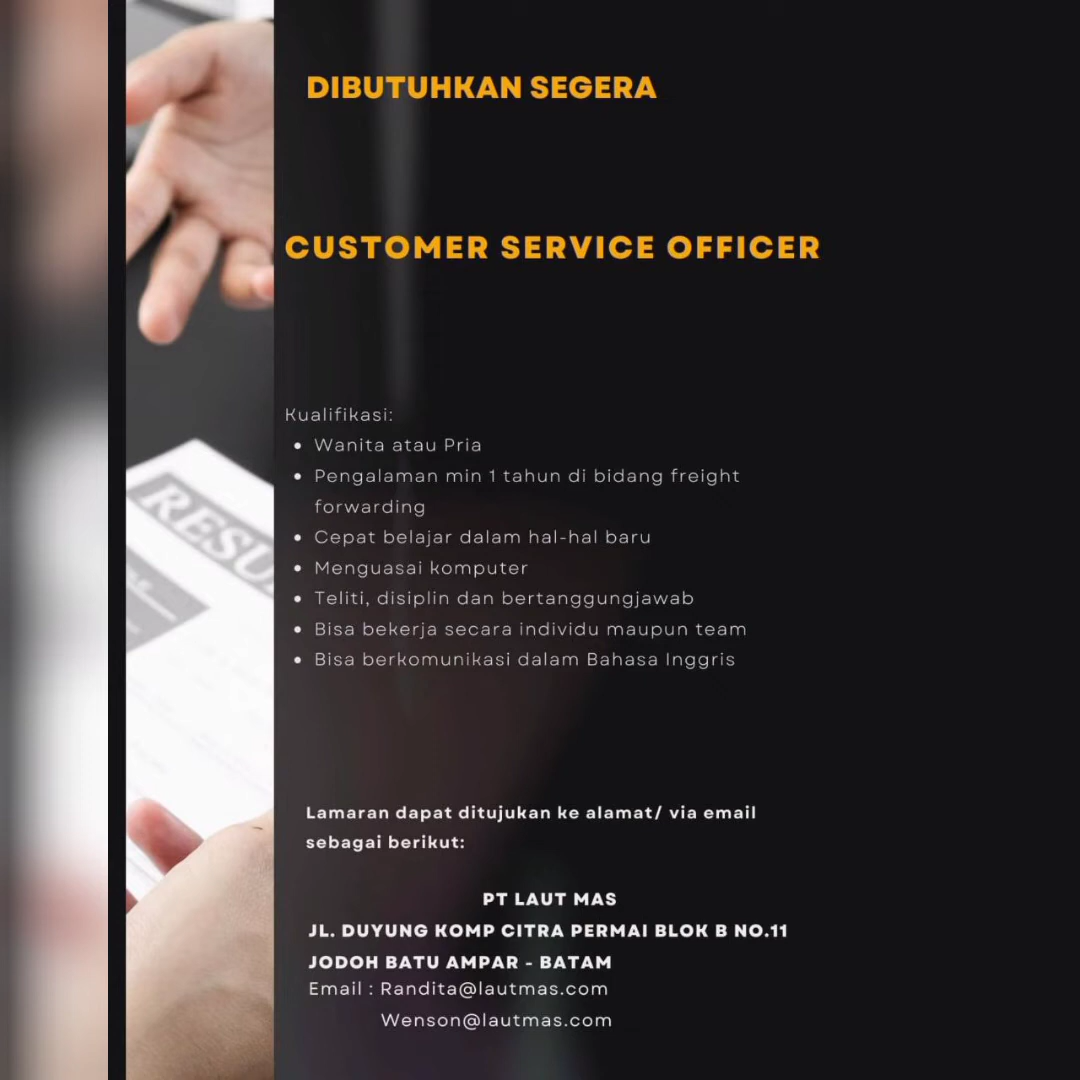 DIBUTUHKAN SEGERA
CUSTOMER SERVICE OFFICER
Kualifikasi:
• Wanita atau Pria
• Pengalaman min 1 tahun di bidang freight
forwarding
• Cepat belajar dalam hal-hal baru
• Menguasai komputer
• Teliti, disiplin dan bertanggungjawab
• Bisa bekerja secara individu maupun team
• Bisa berkomunikasi dalam Bahasa Inggris
Lamaran dapat ditujukan ke alamat/ via email
sebagai berikut:
PT LAUT MAS
JL. DUYUNG KOMP CITRA PERMAI BLOK B NO.11
JODOH BATU AMPAR - BATAM
Email : Randita@lautmas.com
Wenson@lautmas.com